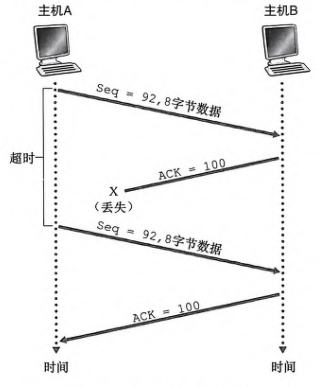 主机A
主机B
Seq = 92,8字节数据
超时
ACK = 100
X
(丢失)
Seq = 92,8字节数据
ACK = 100
时间
时间